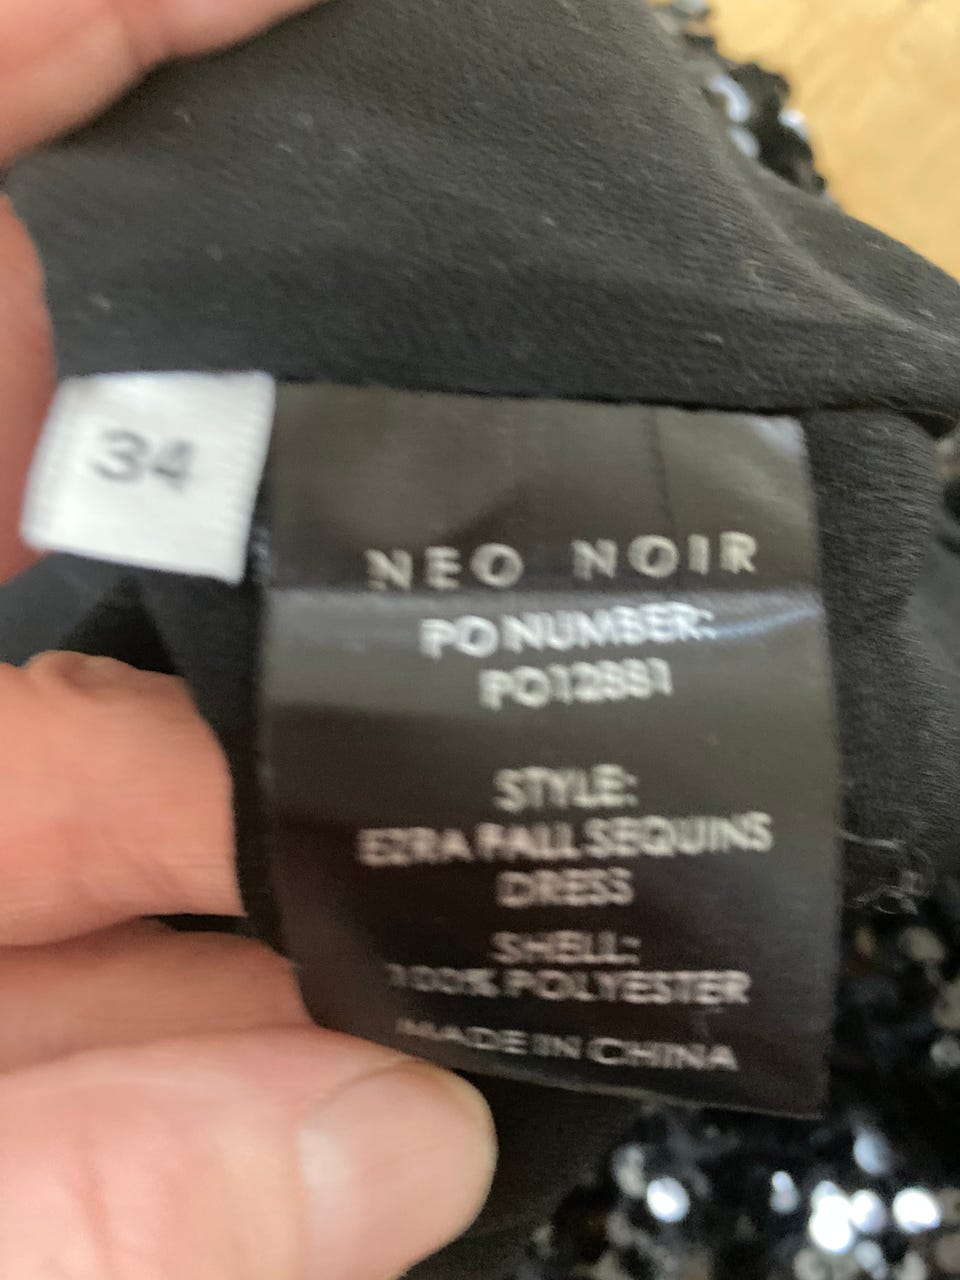 34
NEO NOIR
PO NUMBER:
PO12881
STYLE:
EZRA FALL SEQUINS
DRESS
SHELL:
100% POLYESTER
MADE IN CHINA